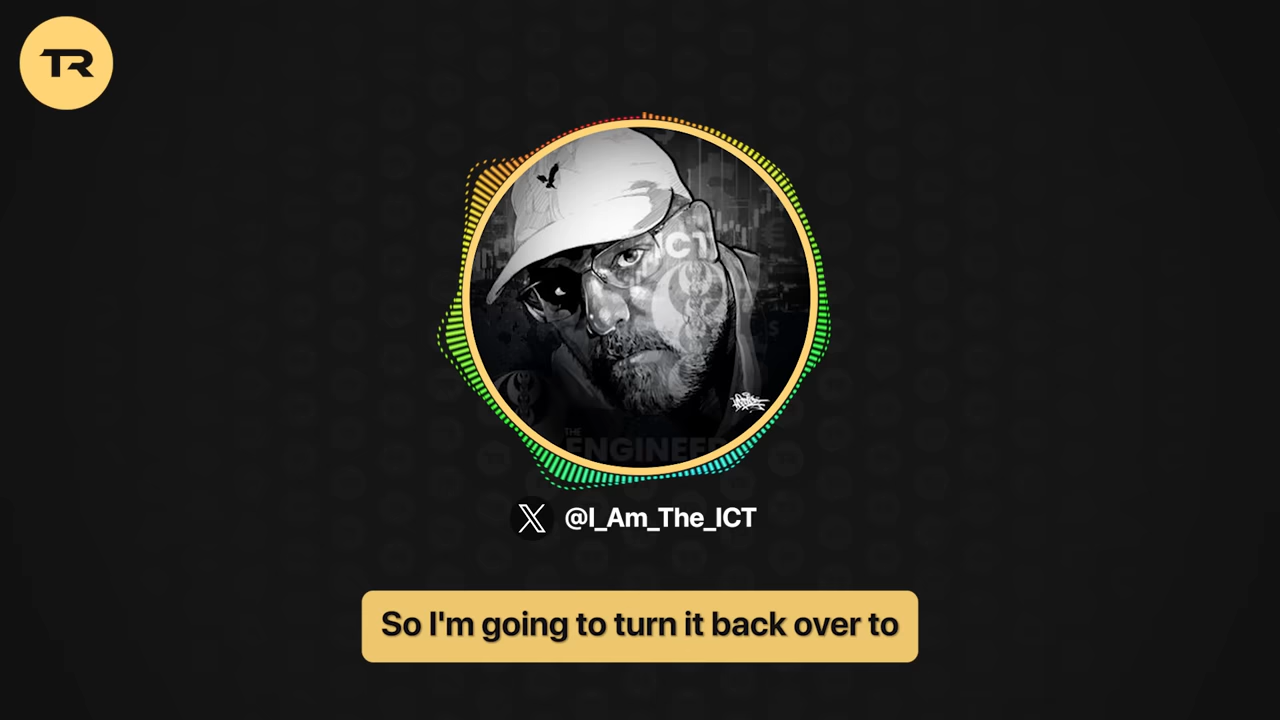 TR
ICT
THE
ENGINEER
@I_Am_The_ICT
So I'm going to turn it back over to